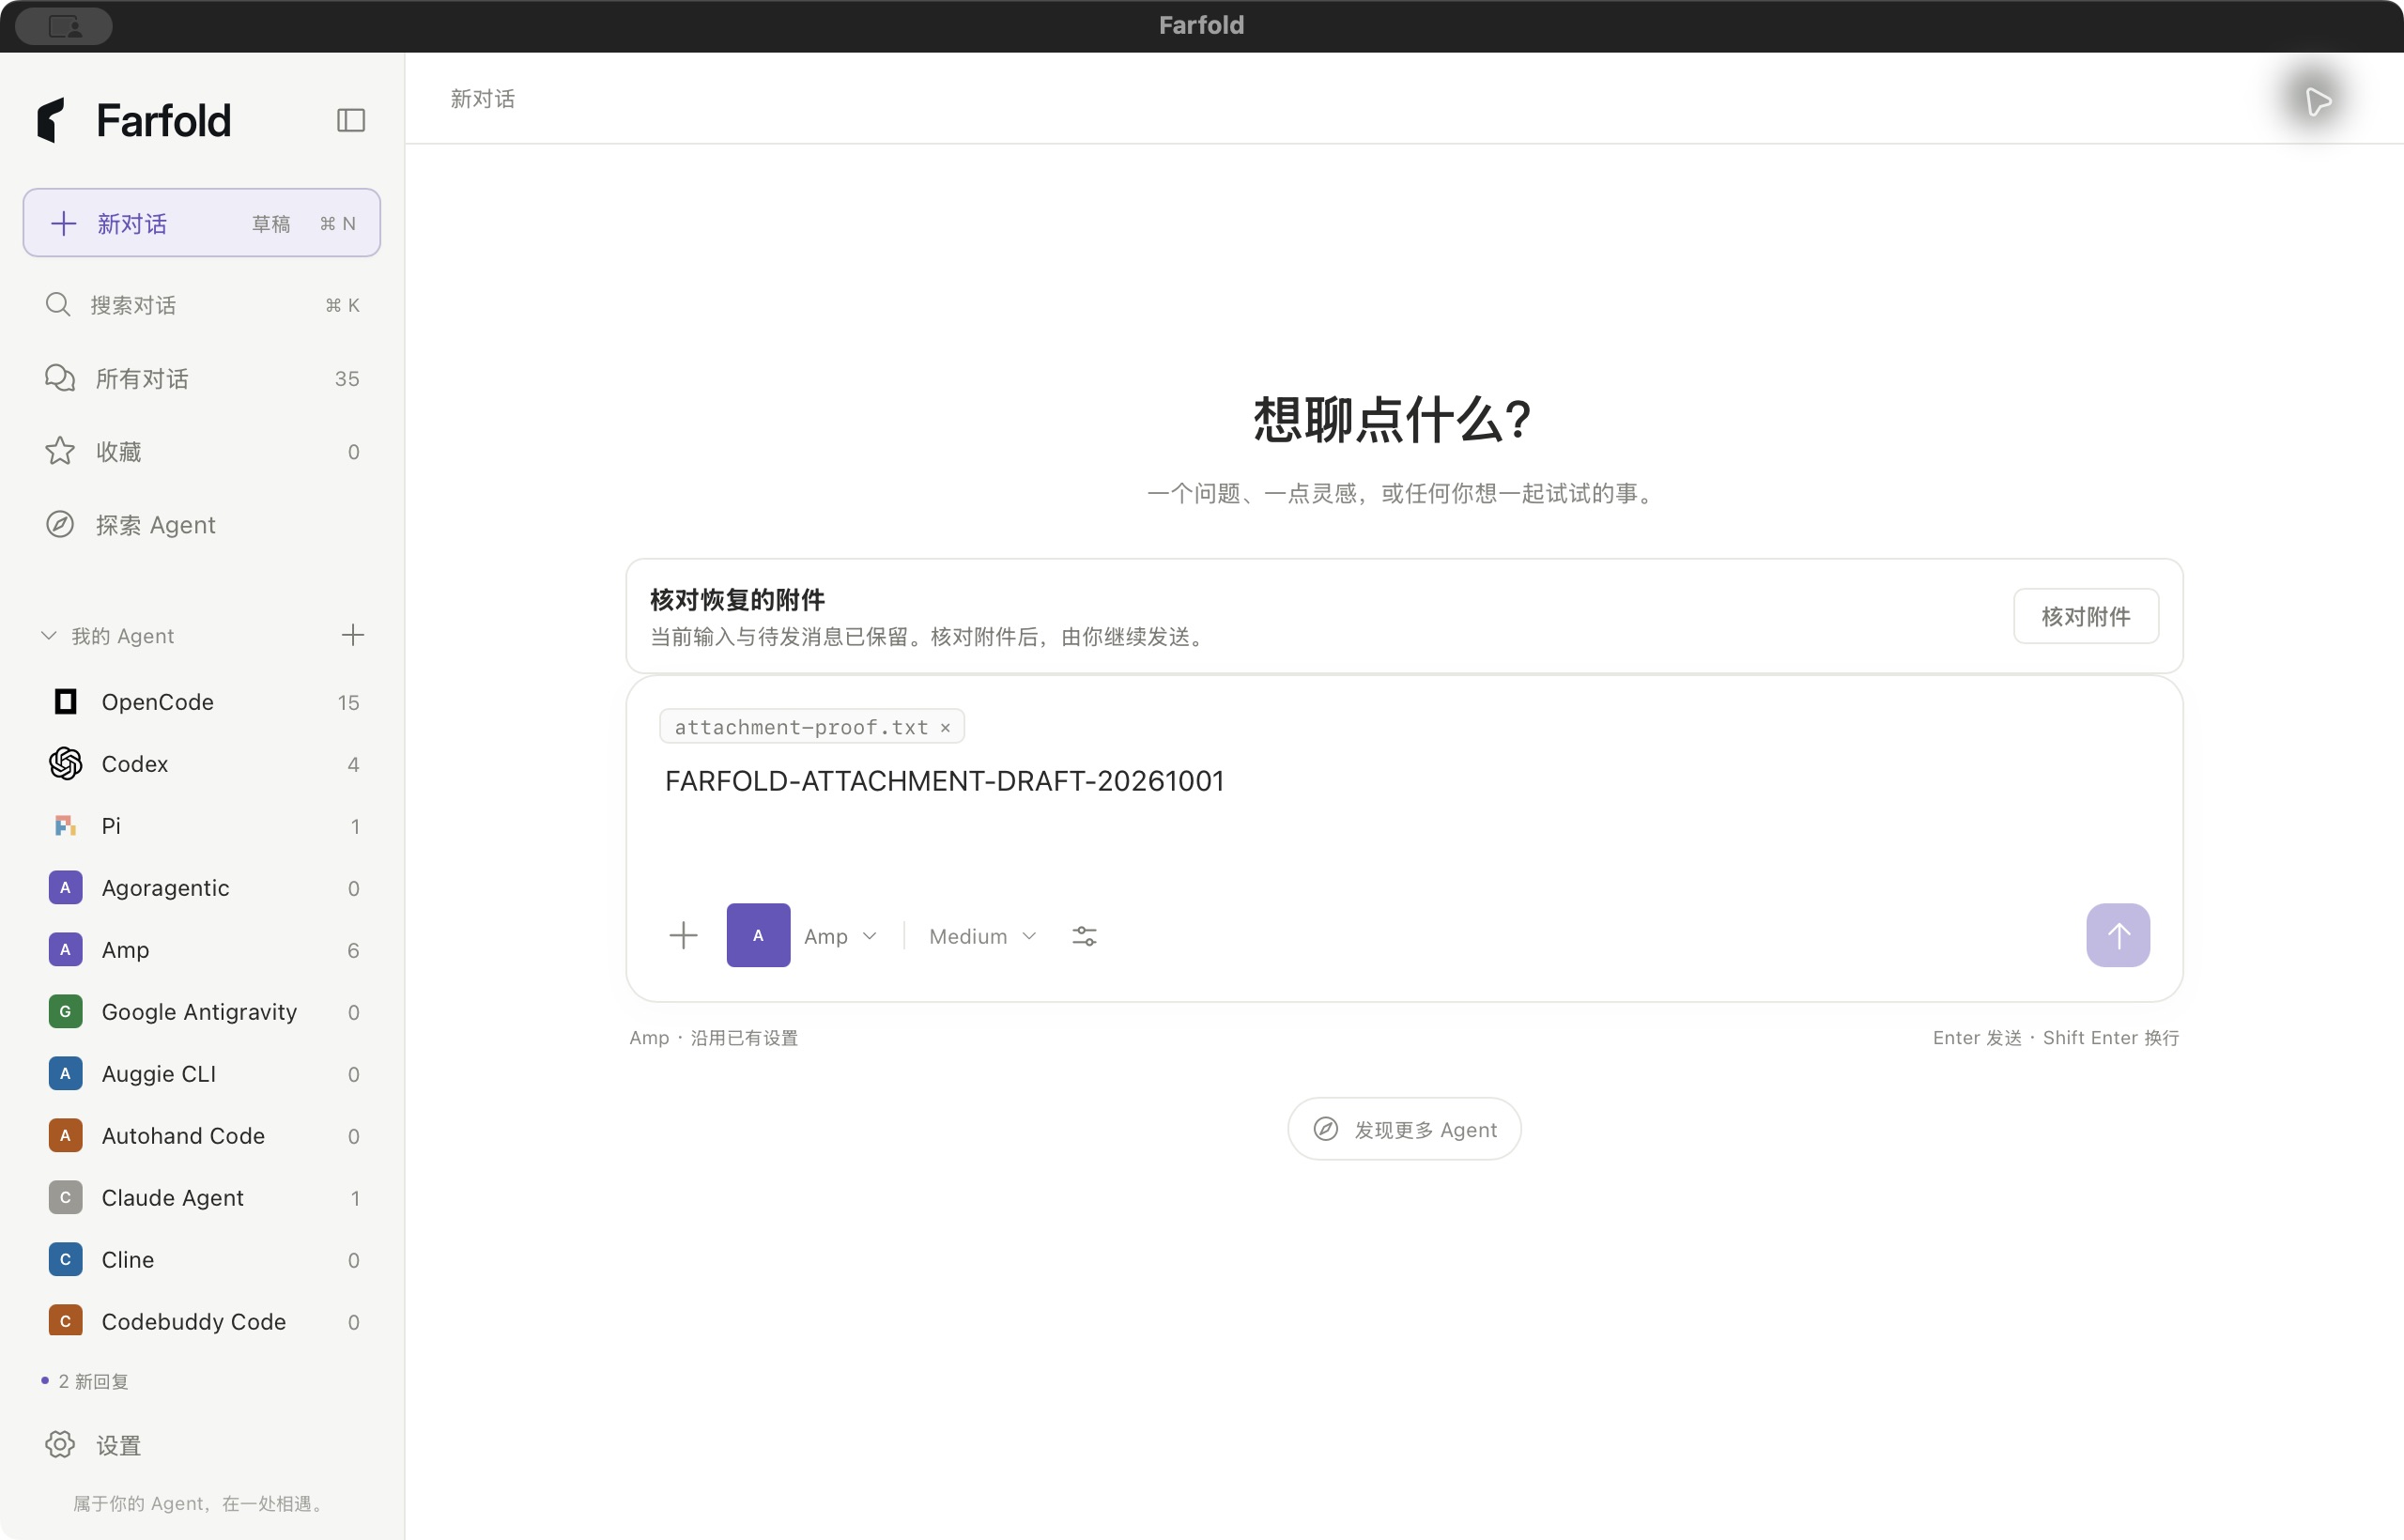 Farfold
Farfold
新对话 草稿 ⌘ N
搜索对话 ⌘ K
所有对话 35
收藏 0
探索 Agent
我的 Agent
OpenCode 15
Codex 4
Pi 1
A Agoragentic 0
A Amp 6
G Google Antigravity 0
A Auggie CLI 0
A Autohand Code 0
C Claude Agent 1
C Cline 0
C Codebuddy Code 0
2 新回复
设置
属于你的 Agent，在一处相遇。
新对话
想聊点什么?
一个问题、一点灵感，或任何你想一起试试的事。
核对恢复的附件
当前输入与待发消息已保留。核对附件后，由你继续发送。
核对附件
attachment-proof.txt ×
FARFOLD-ATTACHMENT-DRAFT-20261001
A Amp Medium
Amp · 沿用已有设置
Enter 发送 · Shift Enter 换行
发现更多 Agent